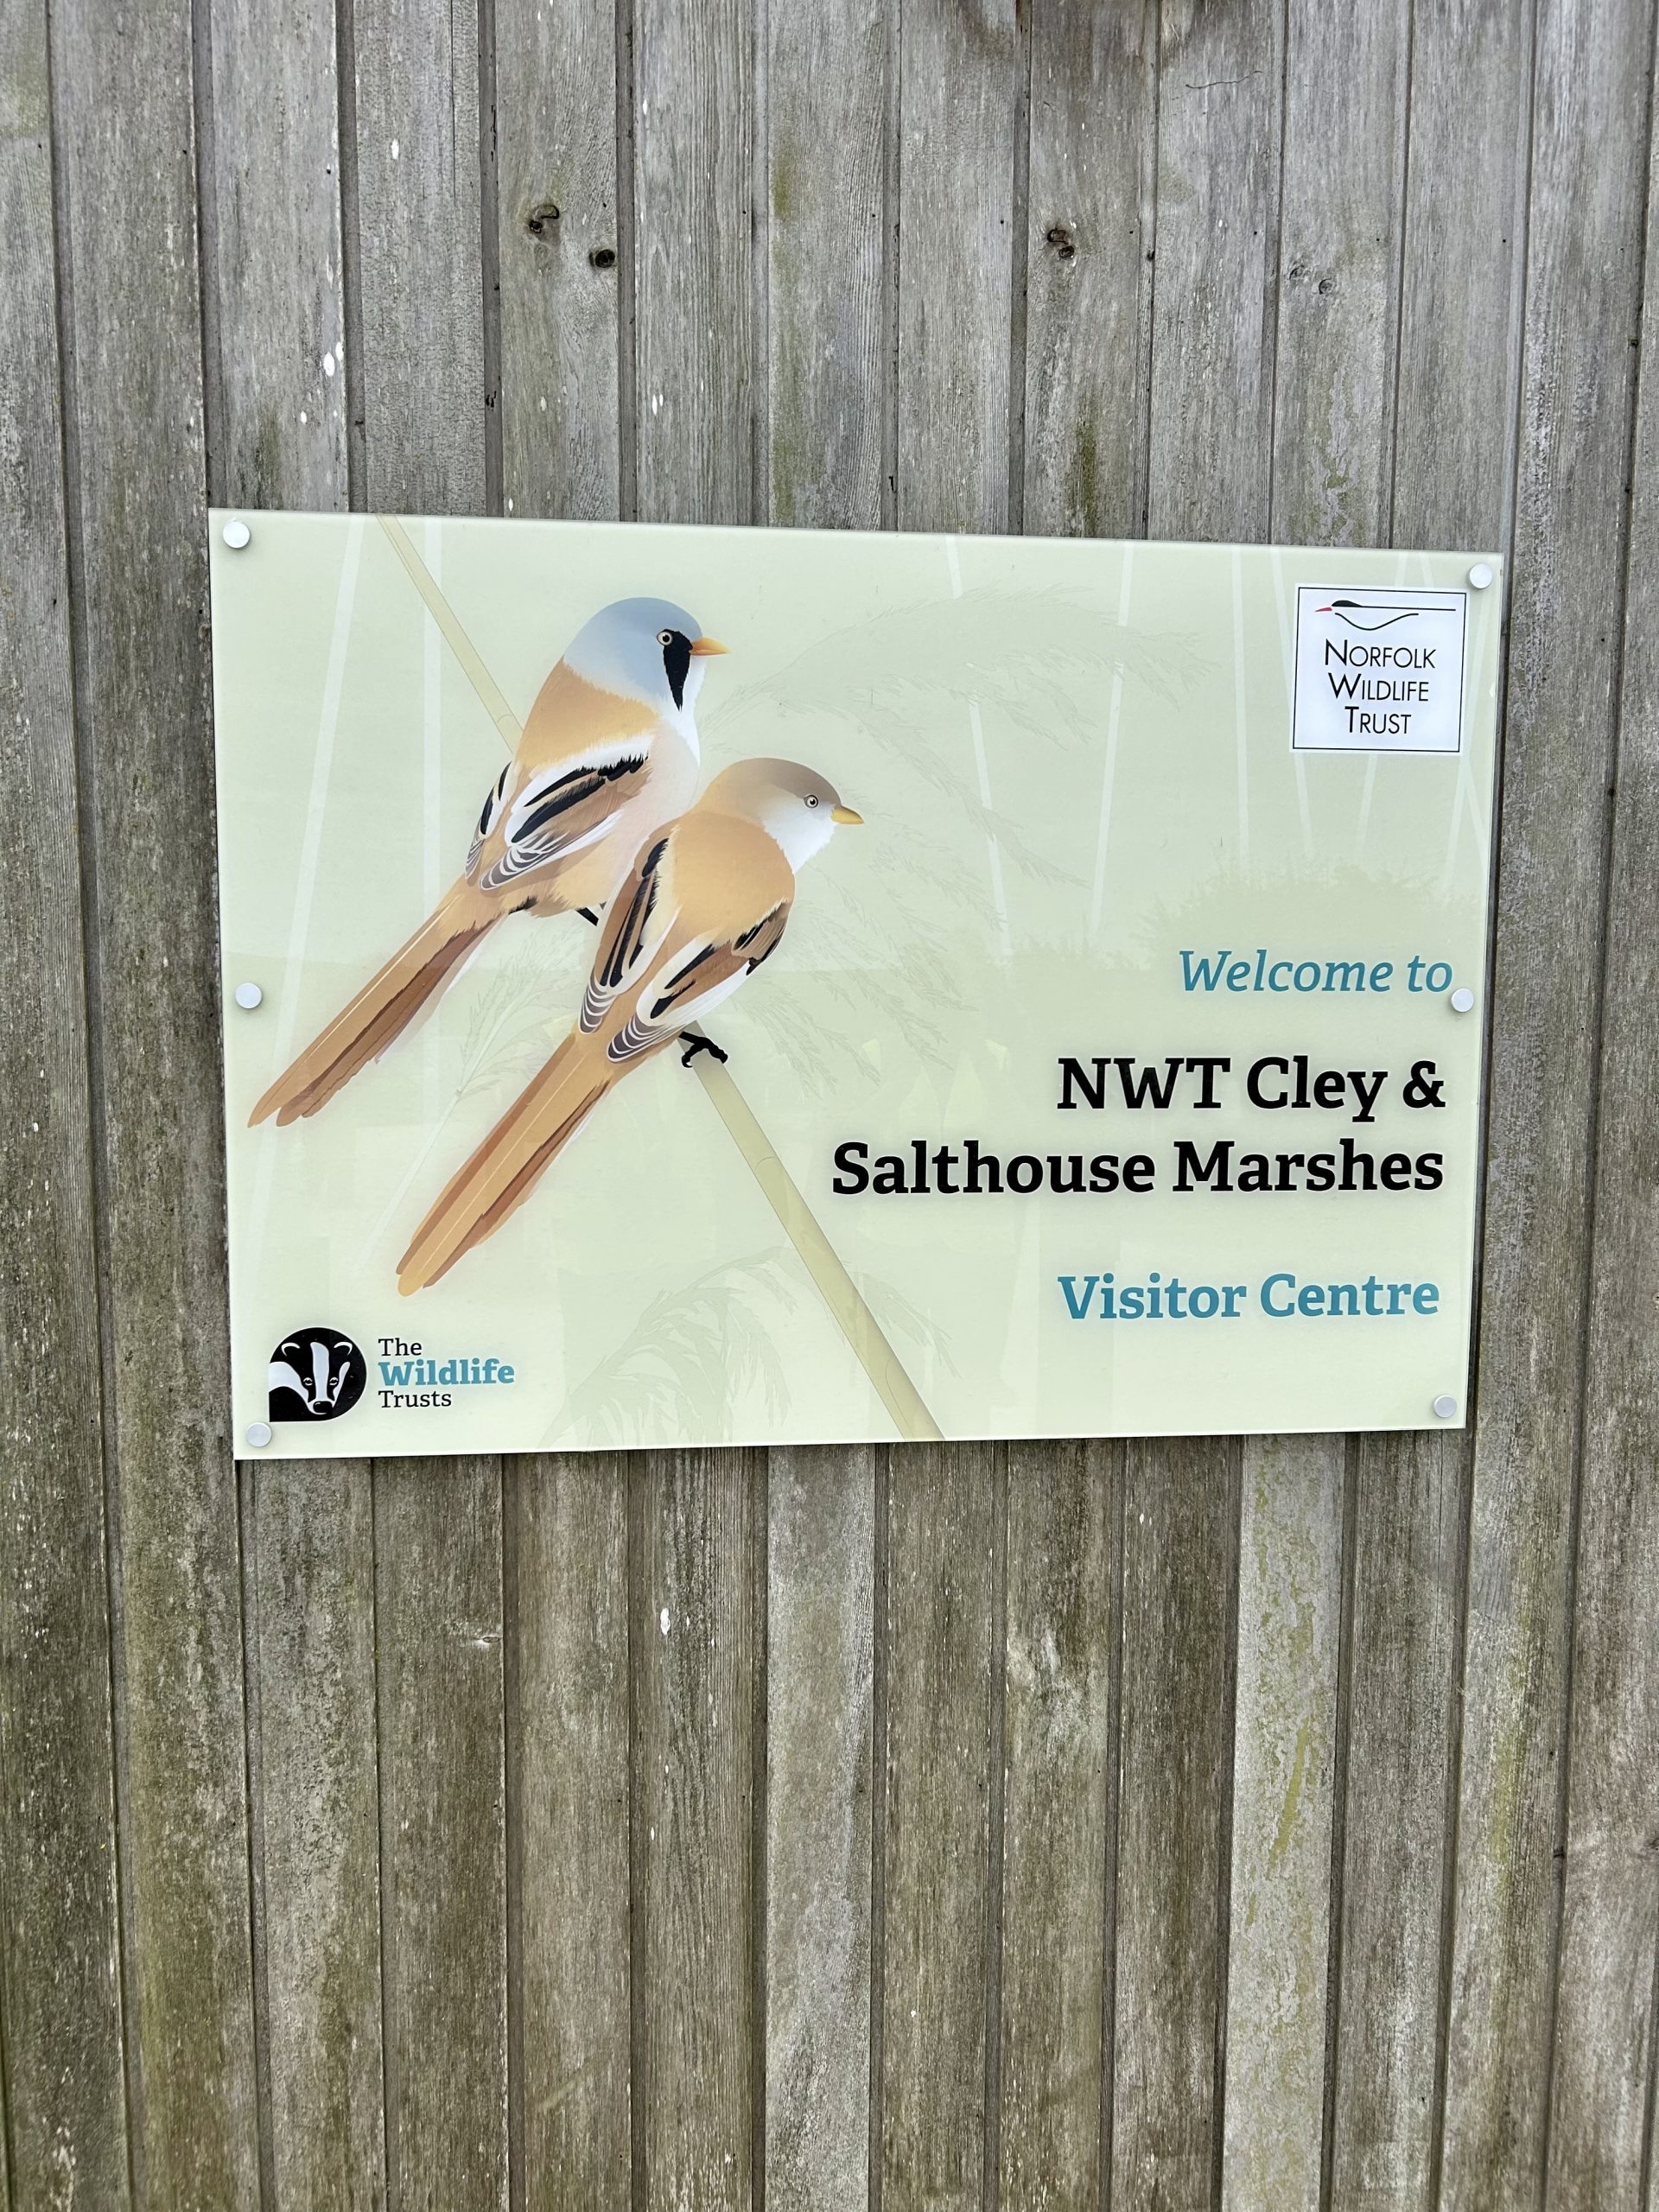 NORFOLK
WILDLIFE
TRUST
Welcome to
NWT Cley &
Salthouse Marshes
Visitor Centre
The
Wildlife
Trusts